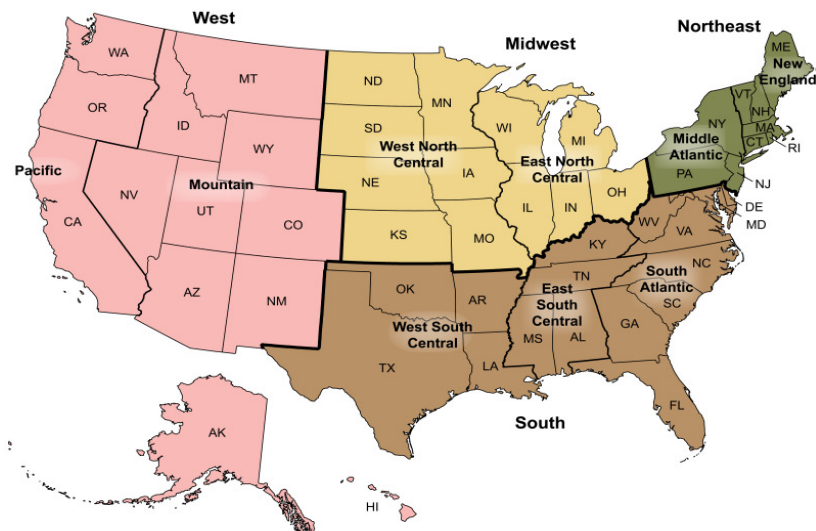 West
Midwest
Northeast
WA
OR
ID
MT
WY
Pacific
Mountain
NV
UT
CO
CA
AZ
NM
AK
HI
ND
SD
MN
West North
Central
NE
IA
KS
MO
WI
MI
East North
Central
IL
IN
OH
ME
New
England
VT
NH
MA
CT
RI
NY
Middle
Atlantic
PA
NJ
DE
MD
WV
VA
KY
NC
TN
South
Atlantic
SC
OK
AR
West South
Central
TX
LA
East
South
Central
MS
AL
GA
FL
South